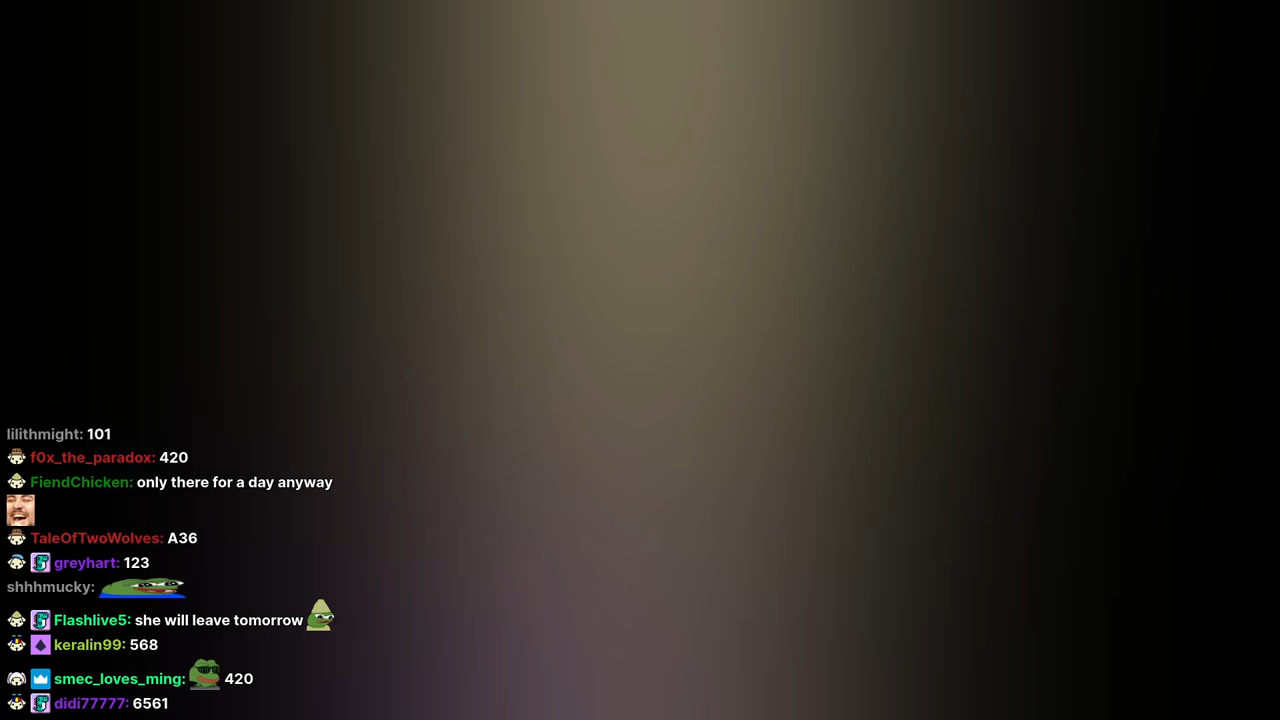 lilithmight: 101
f0x_the_paradox: 420
FiendChicken: only there for a day anyway
TaleOfTwoWolves: A36
greyhart: 123
shhhmucky:
Flashlive5: she will leave tomorrow
keralin99: 568
smec_loves_ming: 420
didi77777: 6561